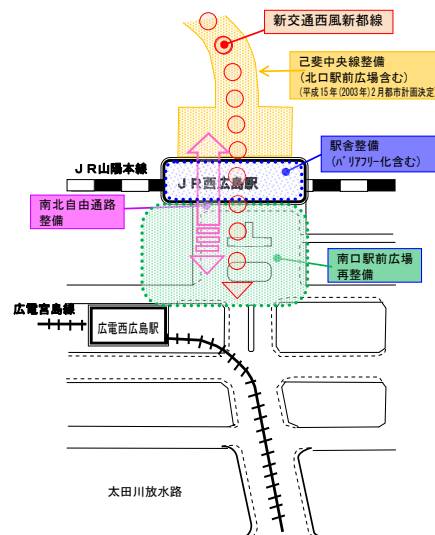 新交通西風新都線
己斐中央線整備
(北口駅前広場含む)
(平成15年(2003年)2月都市計画決定)
駅舎整備
(バリアフリー化含む)
JR山陽本線
JR西広島駅
南北自由通路
整備
南口駅前広場
再整備
広電宮島線
広電西広島駅
太田川放水路